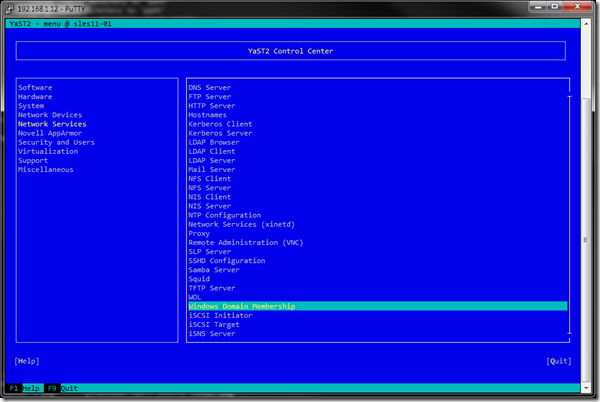 192.168.1.12 - PuTTY
YaST2 - menu @ sles11-01
YaST2 Control Center
Software
Hardware
System
Network Devices
Network Services
Novell AppArmor
Security and Users
Virtualization
Support
Miscellaneous
DNS Server
FTP Server
HTTP Server
Hostnames
Kerberos Client
Kerberos Server
LDAP Browser
LDAP Client
LDAP Server
Mail Server
NFS Client
NFS Server
NIS Client
NIS Server
NTP Configuration
Network Services (xinetd)
Proxy
Remote Administration (VNC)
SLP Server
SSHD Configuration
Samba Server
Squid
TFTP Server
WOL
Windows Domain Membership
iSCSI Initiator
iSCSI Target
iSNS Server
[Help] [Quit]
F1 Help F9 Quit